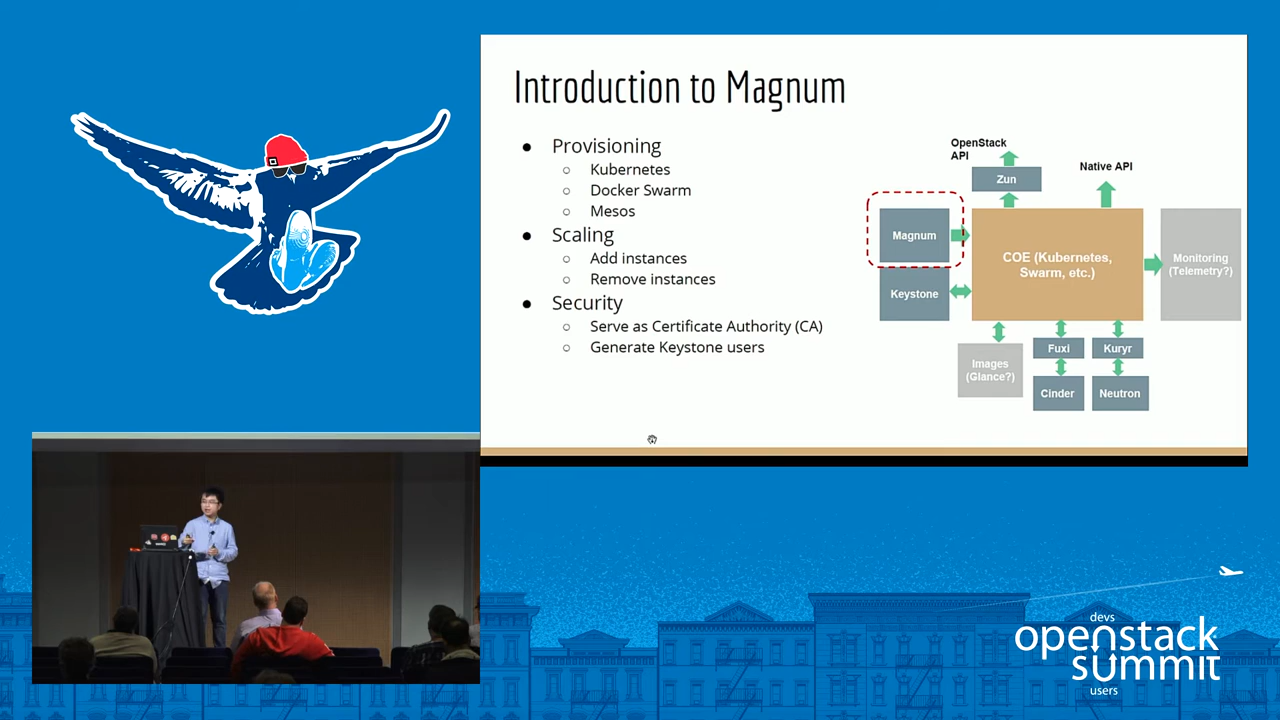 Introduction to Magnum
Provisioning
Kubernetes
Docker Swarm
Mesos
Scaling
Add instances
Remove instances
Security
Serve as Certificate Authority (CA)
Generate Keystone users
OpenStack
API
Zun
Native API
Magnum
COE (Kubernetes,
Swarm, etc.)
Monitoring
(Telemetry?)
Keystone
Images
(Glance?)
Fuxi
Kuryr
Cinder
Neutron
devs
openstack
summit
users